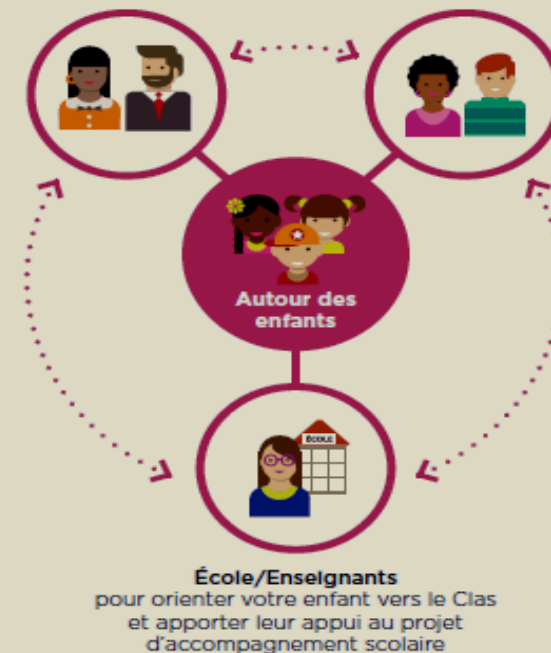 Autour des
enfants
ÉCOLE
École/Enseignants
pour orienter votre enfant vers le Clas
et apporter leur appui au projet
d'accompagnement scolaire